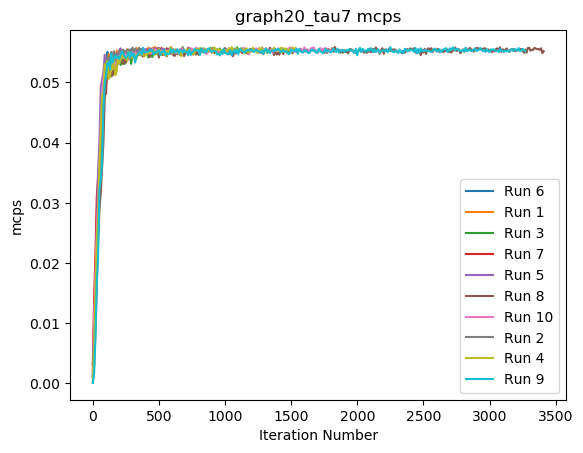 graph20_tau7 mcps
mcps
0.05
0.04
0.03
0.02
0.01
0.00
Run 6
Run 1
Run 3
Run 7
Run 5
Run 8
Run 10
Run 2
Run 4
Run 9
0 500 1000 1500 2000 2500 3000 3500
Iteration Number